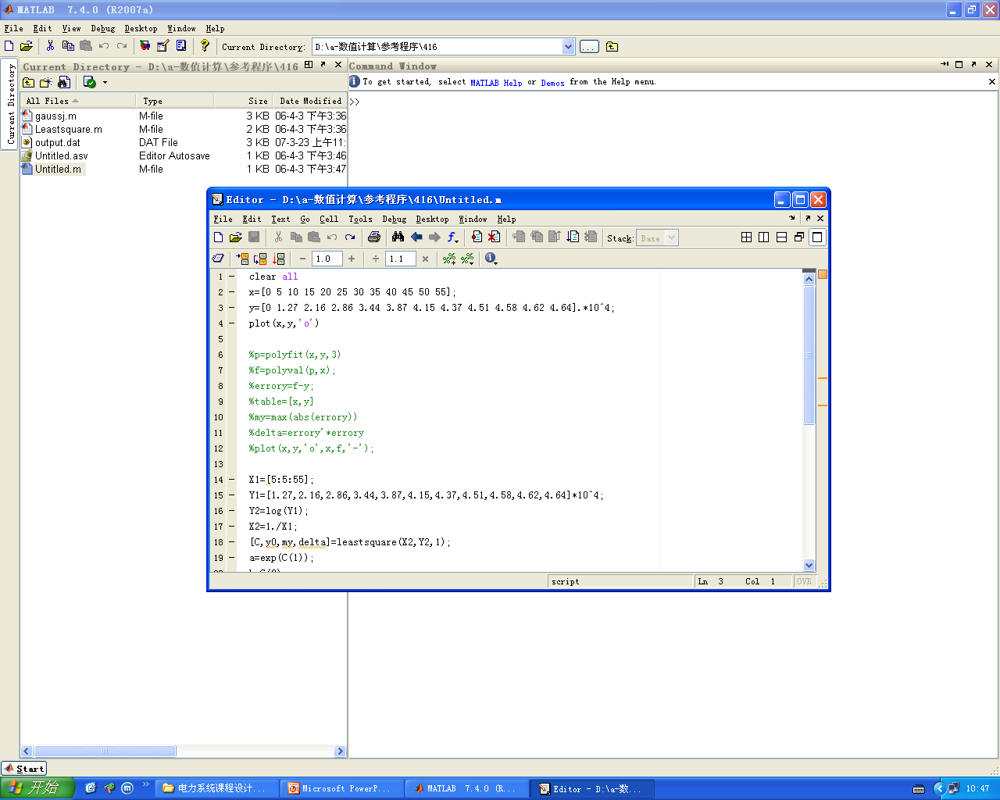 MATLAB 7.4.0 (R2007a)
File Edit View Debug Desktop Window Help
Current Directory: D:\a-数值计算\参考程序\416
Current Directory
Current Directory - D:\a-数值计算\参考程序\416
All Files Type Size Date Modified
gaussj.m M-file 3 KB 06-4-3 下午3:36
Leastsquare.m M-file 2 KB 06-4-3 下午3:36
output.dat DAT File 3 KB 07-3-23 上午11:
Untitled.asv Editor Autosave 1 KB 06-4-3 下午3:46
Untitled.m M-file 1 KB 06-4-3 下午3:47
Command Window
To get started, select MATLAB Help or Demos from the Help menu.
>>
Editor - D:\a-数值计算\参考程序\416\Untitled.m
File Edit Text Go Cell Tools Debug Desktop Window Help
Stack: Base
- 1.0 + ÷ 1.1 ×
1 - clear all
2 - x=[0 5 10 15 20 25 30 35 40 45 50 55];
3 - y=[0 1.27 2.16 2.86 3.44 3.87 4.15 4.37 4.51 4.58 4.62 4.64].*10^4;
4 - plot(x,y,'o')
5
6 %p=polyfit(x,y,3)
7 %f=polyval(p,x);
8 %errory=f-y;
9 %table=[x,y]
10 %my=max(abs(errory))
11 %delta=errory'*errory
12 %plot(x,y,'o',x,f,'-');
13
14 - X1=[5:5:55];
15 - Y1=[1.27,2.16,2.86,3.44,3.87,4.15,4.37,4.51,4.58,4.62,4.64]*10^4;
16 - Y2=log(Y1);
17 - X2=1./X1;
18 - [C,y0,my,delta]=leastsquare(X2,Y2,1);
19 - a=exp(C(1));
script Ln 3 Col 1 OVR
Start
开始 电力系统课程设计... Microsoft PowerP... MATLAB 7.4.0 (R... Editor - D:\a-数... 10:47